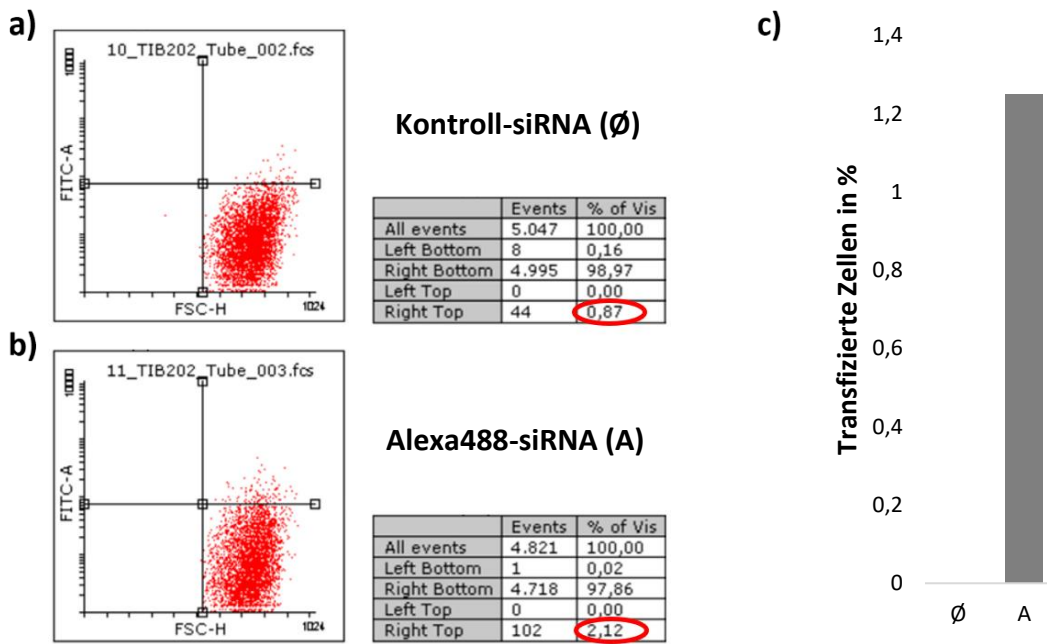 a)
10_TIB202_Tube_002.fcs
FITC-A
FSC-H
1024
Kontroll-siRNA (Ø)
Events % of Vis
All events 5.047 100,00
Left Bottom 8 0,16
Right Bottom 4.995 98,97
Left Top 0 0,00
Right Top 44 0,87
b)
11_TIB202_Tube_003.fcs
FITC-A
FSC-H
1024
Alexa488-siRNA (A)
Events % of Vis
All events 4.821 100,00
Left Bottom 1 0,02
Right Bottom 4.718 97,86
Left Top 0 0,00
Right Top 102 2,12
c)
Transfizierte Zellen in %
1,4
1,2
1
0,8
0,6
0,4
0,2
0
Ø A